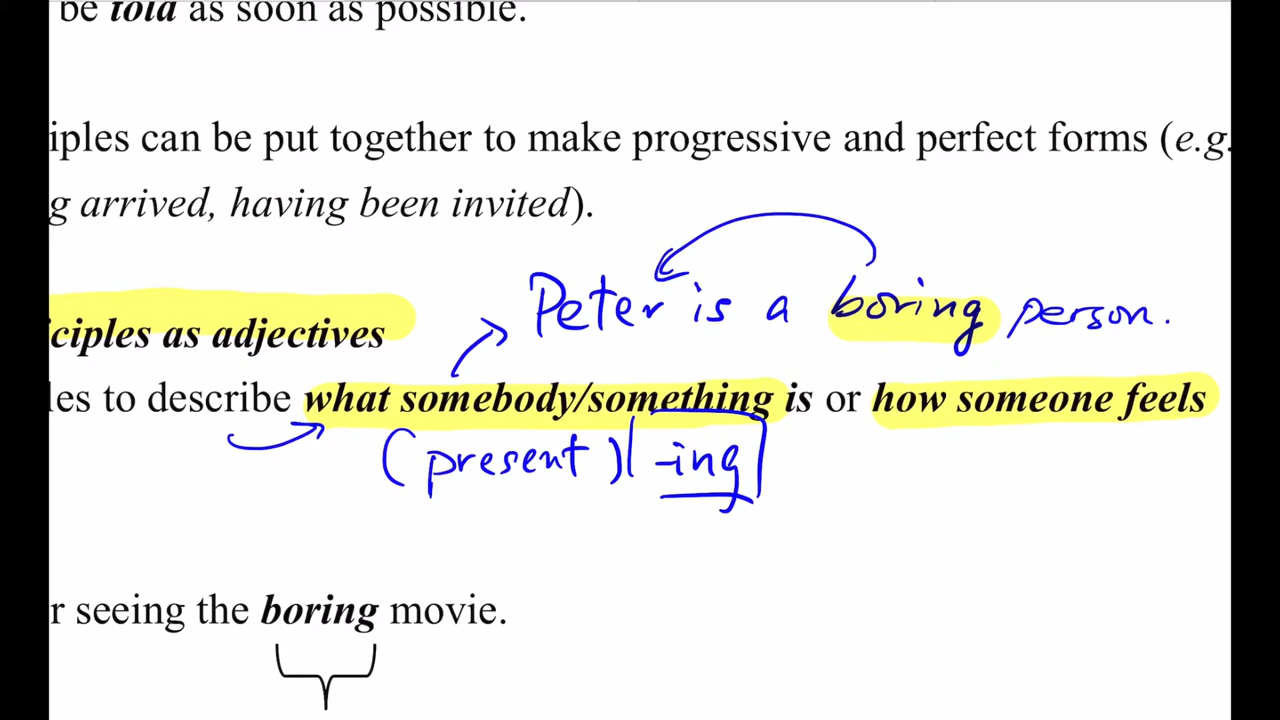 be told as soon as possible.
iples can be put together to make progressive and perfect forms (e.g.
g arrived, having been invited).
Peter is a boring person.
ciples as adjectives
les to describe what somebody/something is or how someone feels
(present) -ing
r seeing the boring movie.